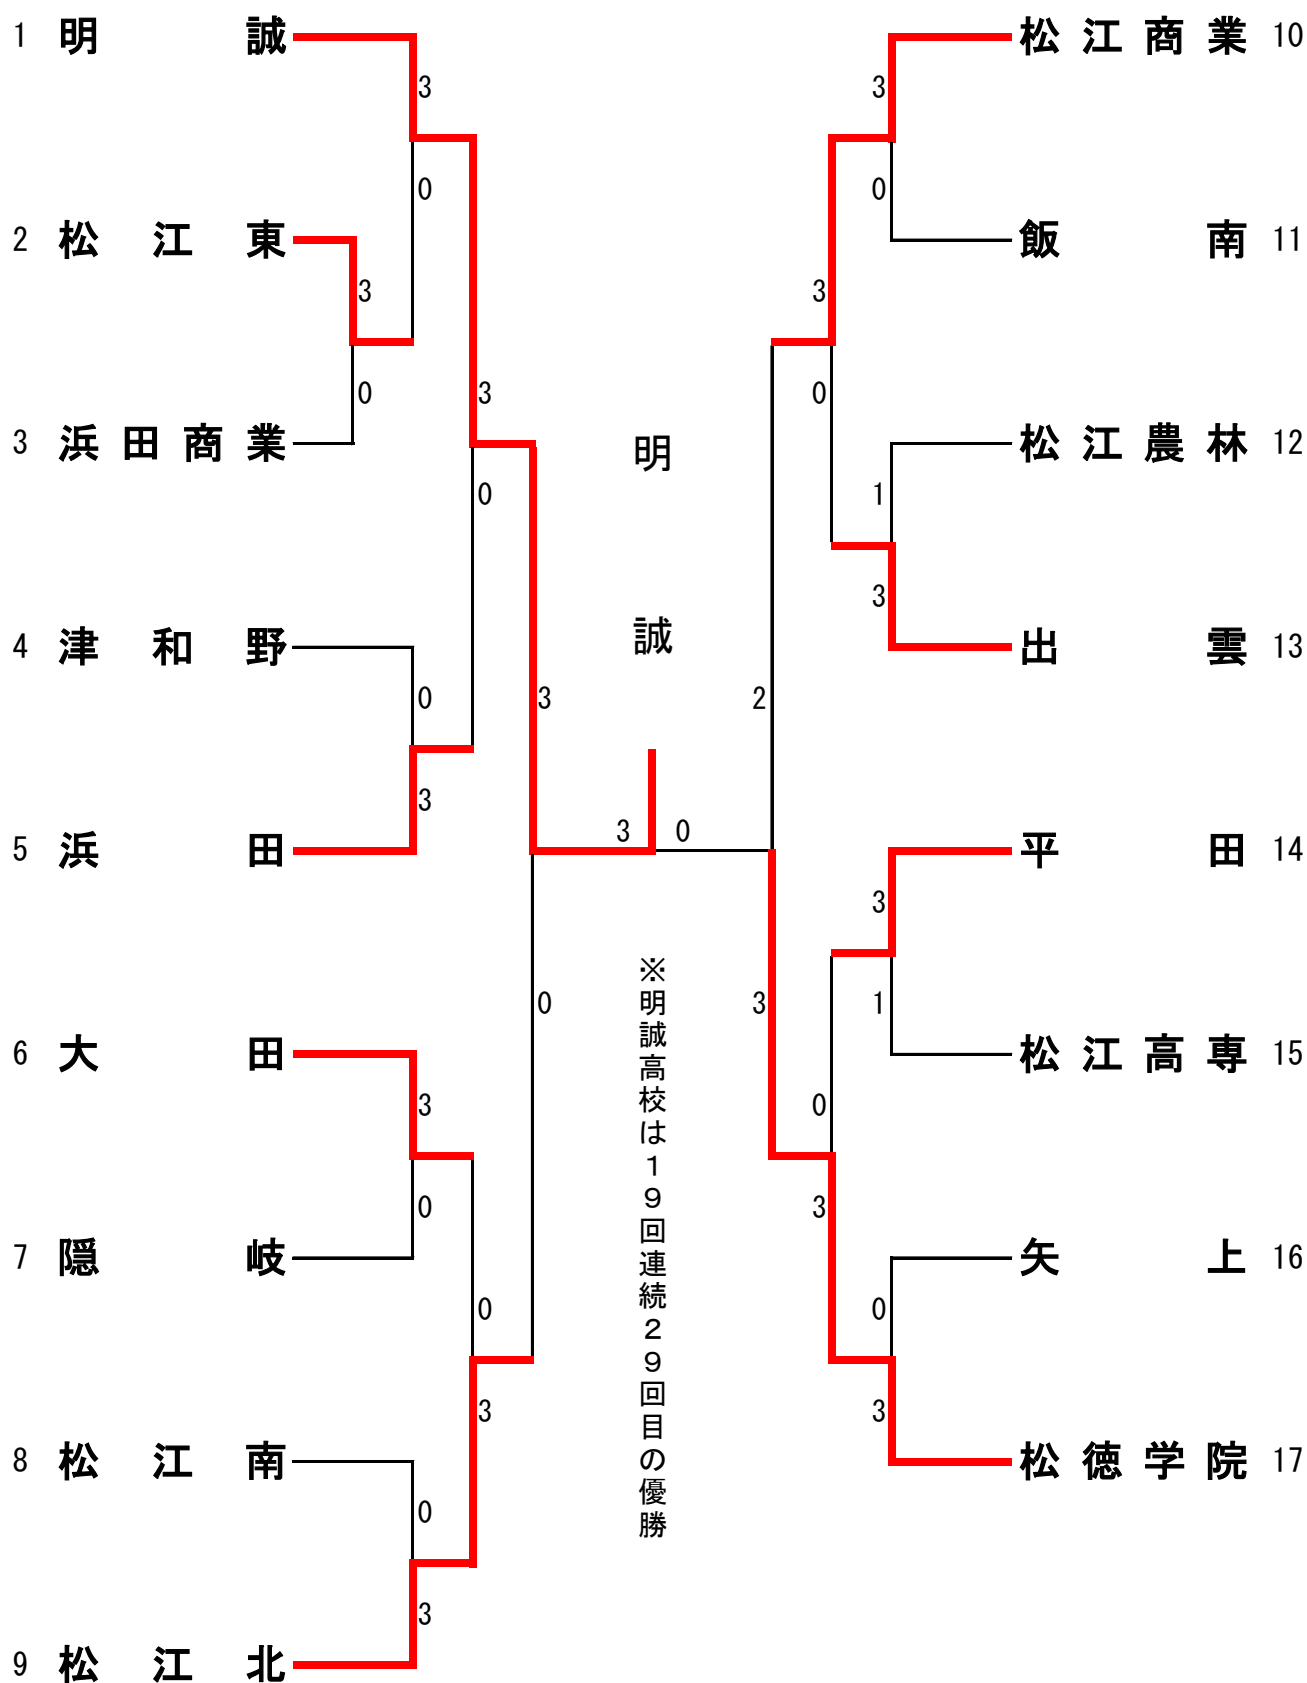 1 明誠
2 松江東
3 浜田商業
4 津和野
5 浜田
6 大田
7 隠岐
8 松江南
9 松江北
3
0
3
0
3
0
0
3
3
0
3
0
0
3
0
3
明誠
3 0
※明誠高校は19回連続29回目の優勝
2
3
3
0
0
3
3
0
1
3
3
1
0
3
松江商業 10
飯南 11
松江農林 12
出雲 13
平田 14
松江高専 15
矢上 16
松徳学院 17